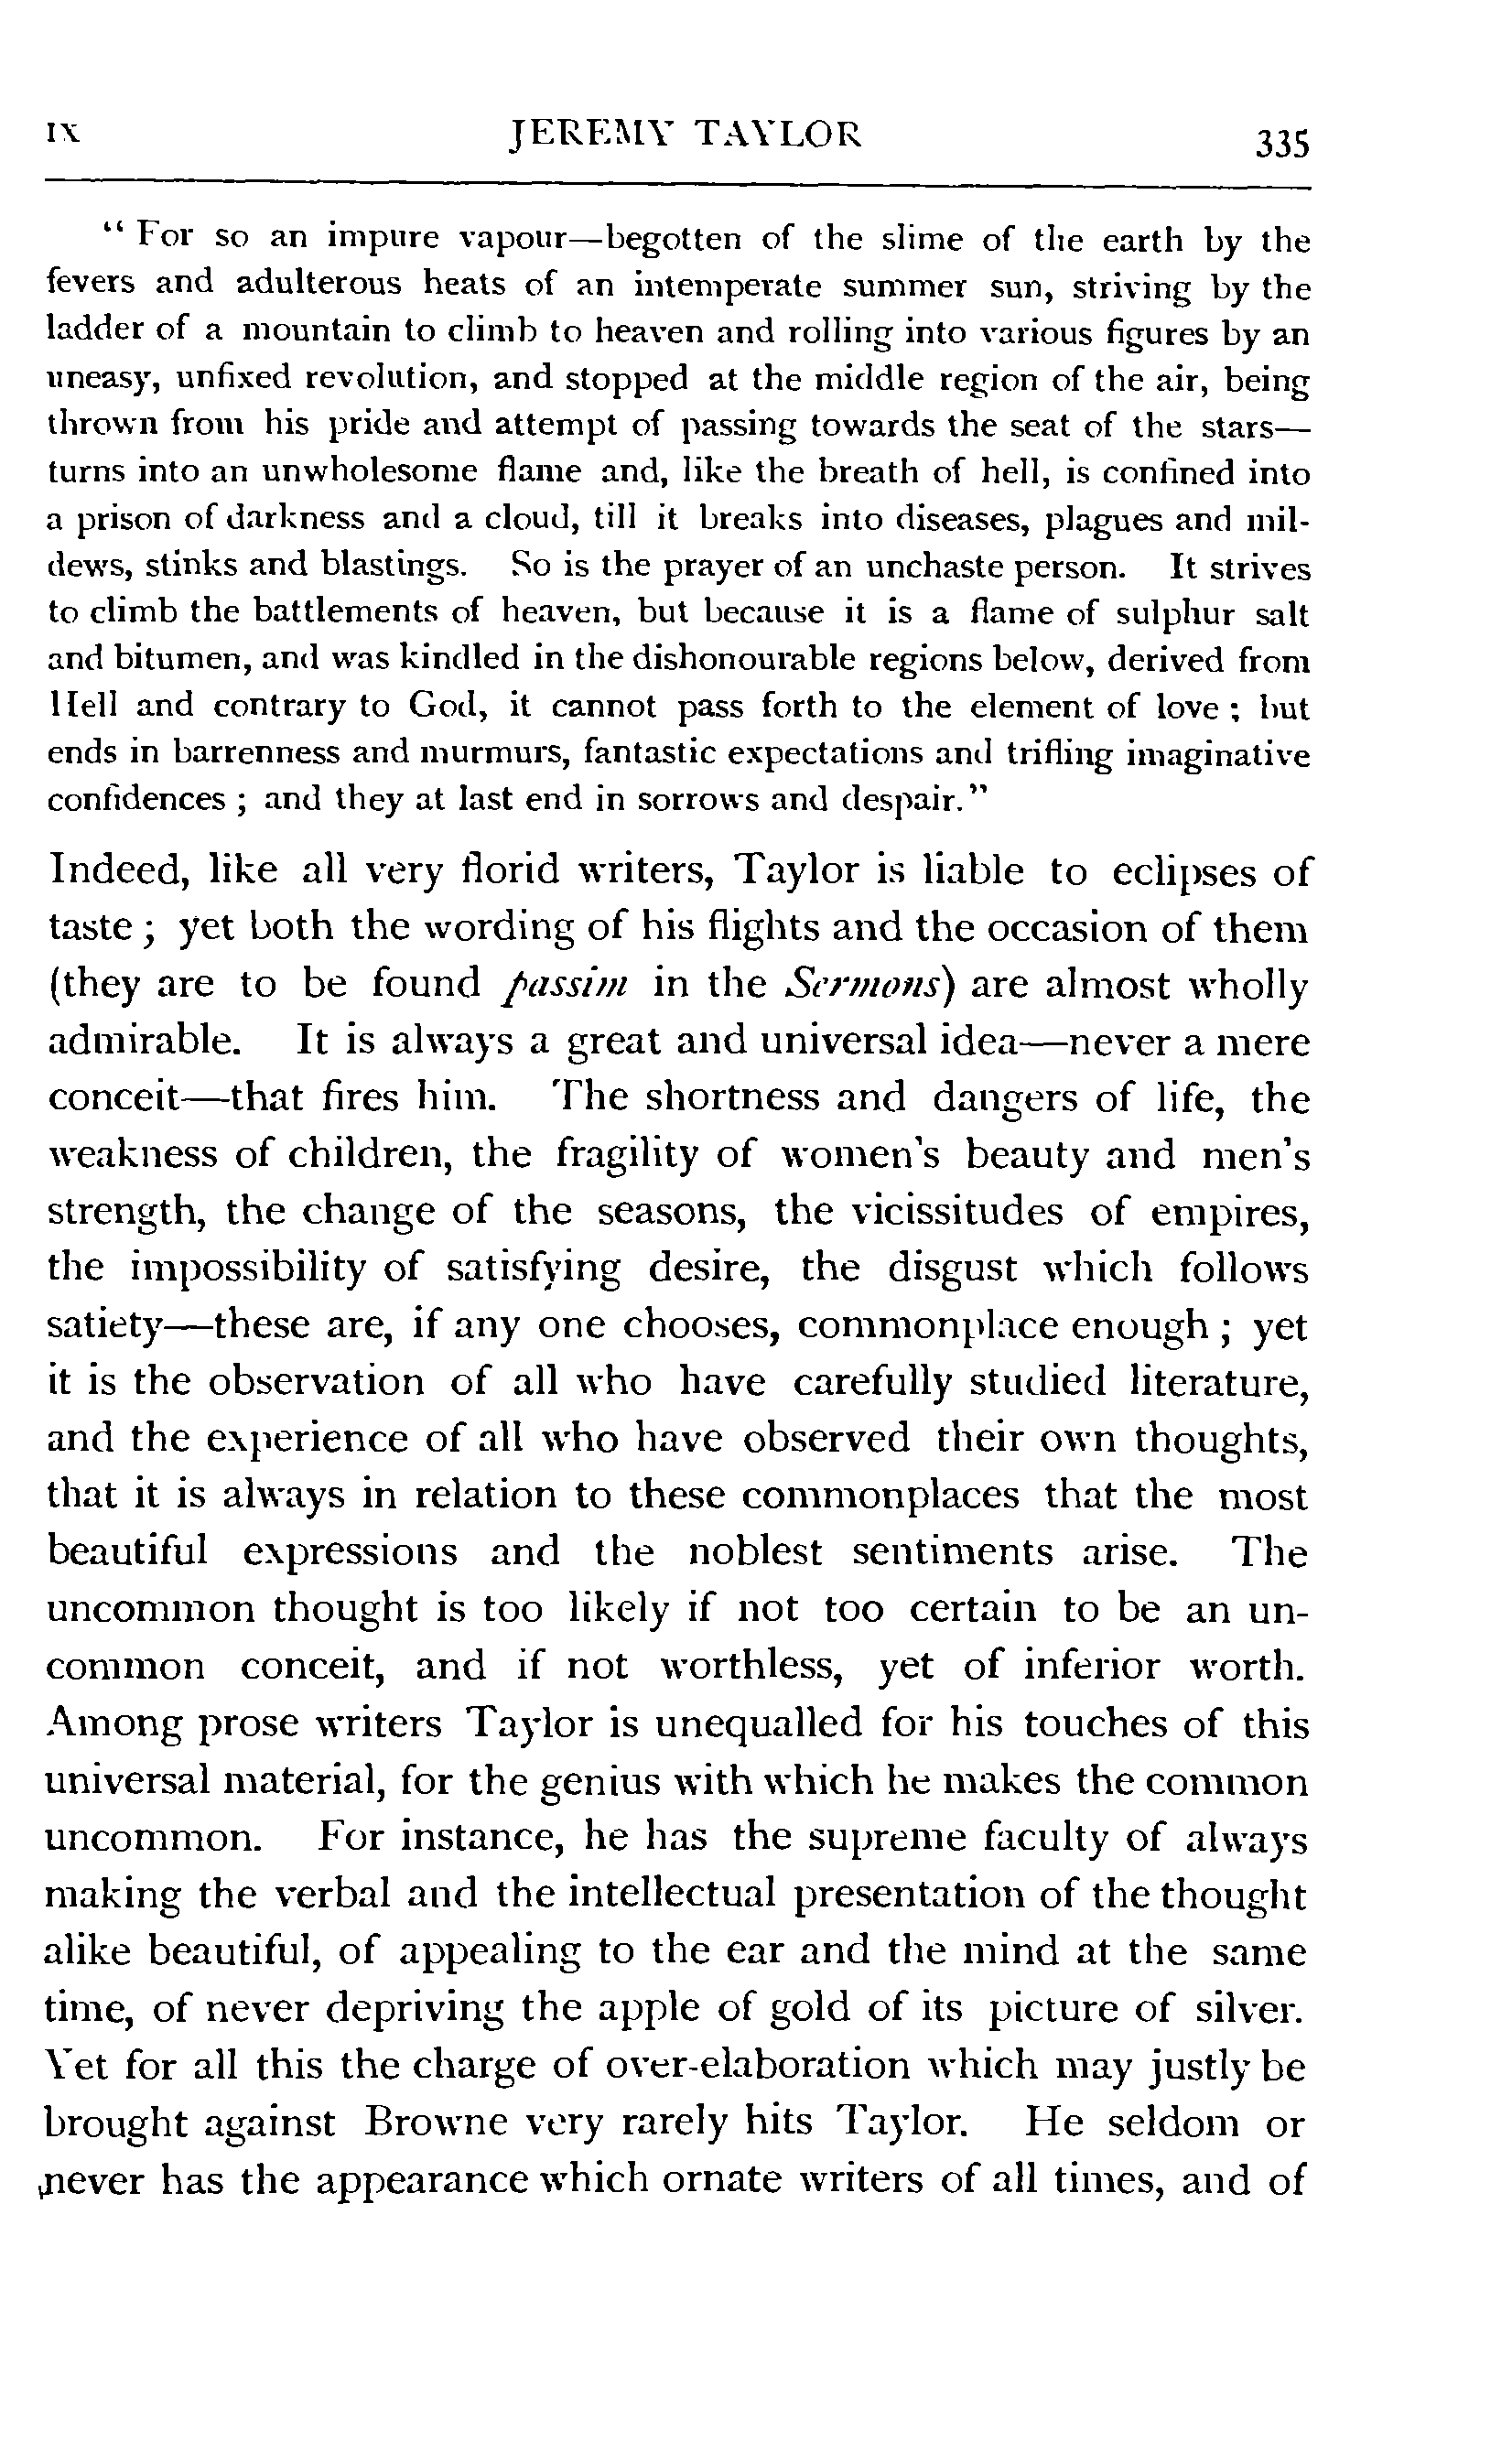 IX JEREMY TAYLOR 335
“ For so an impure vapour—begotten of the slime of the earth by the
fevers and adulterous heats of an intemperate summer sun, striving by the
ladder of a mountain to climb to heaven and rolling into various figures by an
uneasy, unfixed revolution, and stopped at the middle region of the air, being
thrown from his pride and attempt of passing towards the seat of the stars—
turns into an unwholesome flame and, like the breath of hell, is confined into
a prison of darkness and a cloud, till it breaks into diseases, plagues and mil-
dews, stinks and blastings. So is the prayer of an unchaste person. It strives
to climb the battlements of heaven, but because it is a flame of sulphur salt
and bitumen, and was kindled in the dishonourable regions below, derived from
Hell and contrary to God, it cannot pass forth to the element of love ; but
ends in barrenness and murmurs, fantastic expectations and trifling imaginative
confidences ; and they at last end in sorrows and despair.”
Indeed, like all very florid writers, Taylor is liable to eclipses of
taste ; yet both the wording of his flights and the occasion of them
(they are to be found passim in the Sermons) are almost wholly
admirable. It is always a great and universal idea—never a mere
conceit—that fires him. The shortness and dangers of life, the
weakness of children, the fragility of women's beauty and men's
strength, the change of the seasons, the vicissitudes of empires,
the impossibility of satisfying desire, the disgust which follows
satiety—these are, if any one chooses, commonplace enough ; yet
it is the observation of all who have carefully studied literature,
and the experience of all who have observed their own thoughts,
that it is always in relation to these commonplaces that the most
beautiful expressions and the noblest sentiments arise. The
uncommon thought is too likely if not too certain to be an un-
common conceit, and if not worthless, yet of inferior worth.
Among prose writers Taylor is unequalled for his touches of this
universal material, for the genius with which he makes the common
uncommon. For instance, he has the supreme faculty of always
making the verbal and the intellectual presentation of the thought
alike beautiful, of appealing to the ear and the mind at the same
time, of never depriving the apple of gold of its picture of silver.
Yet for all this the charge of over-elaboration which may justly be
brought against Browne very rarely hits Taylor. He seldom or
never has the appearance which ornate writers of all times, and of